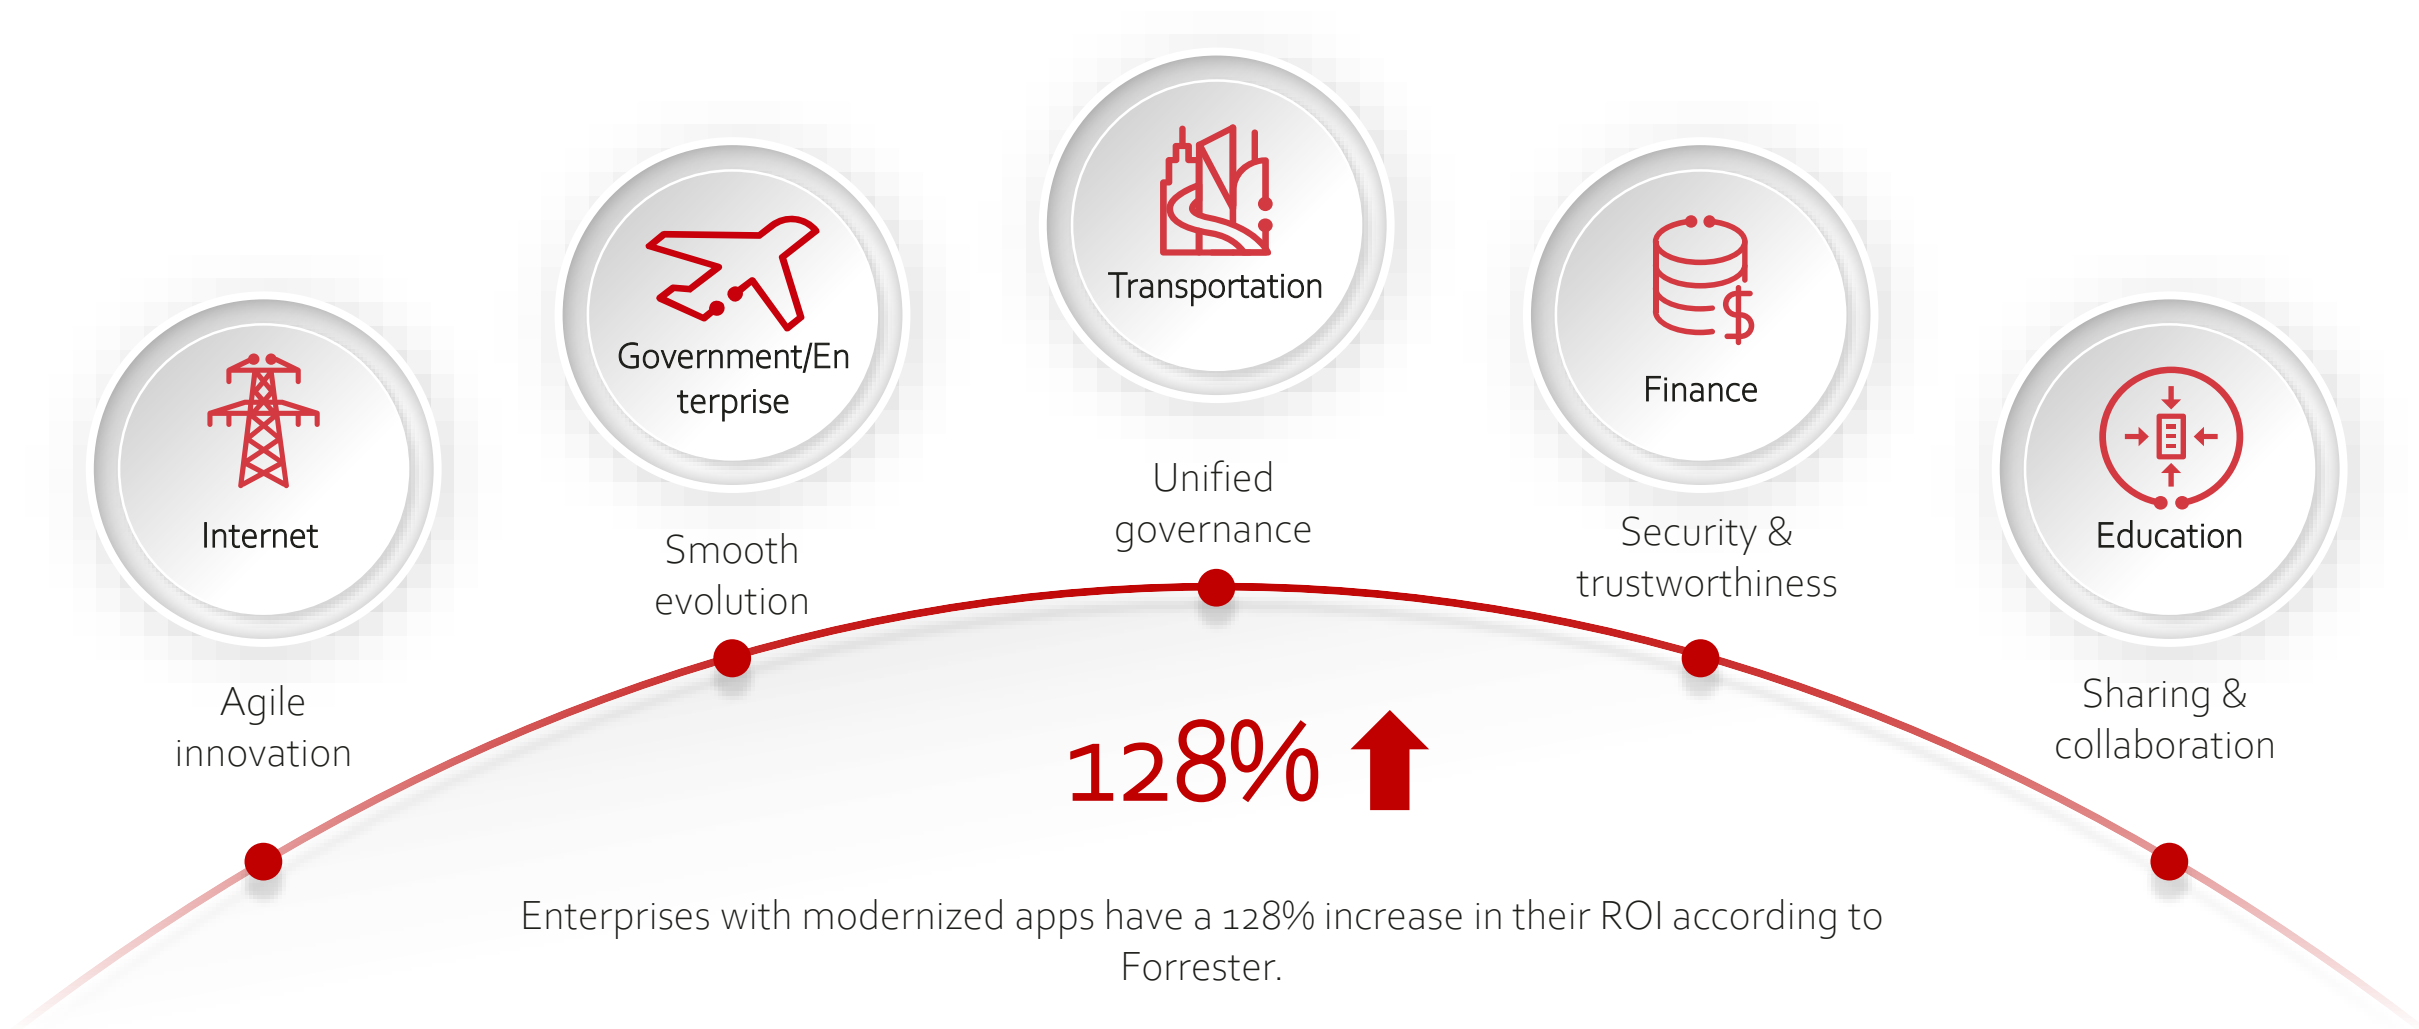 Internet
Agile
innovation
Government/En
terprise
Smooth
evolution
Transportation
Unified
governance
Finance
Security &
trustworthiness
Education
Sharing &
collaboration
128%
Enterprises with modernized apps have a 128% increase in their ROI according to
Forrester.